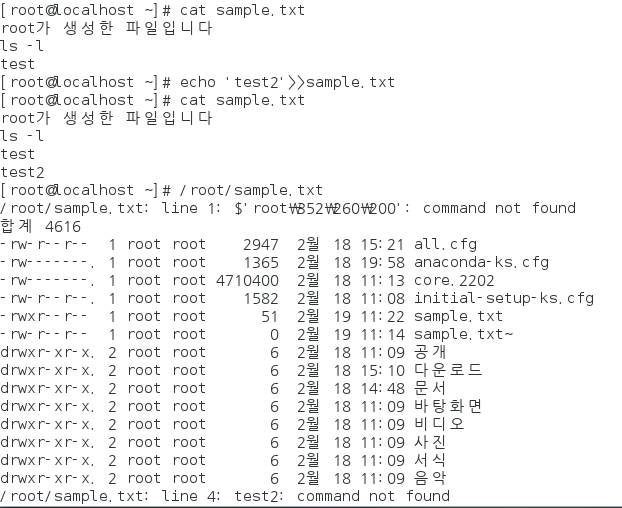 [root@localhost ~]# cat sample.txt
root가 생성한 파일입니다
ls -l
test
[root@localhost ~]# echo 'test2'>>sample.txt
[root@localhost ~]# cat sample.txt
root가 생성한 파일입니다
ls -l
test
test2
[root@localhost ~]# /root/sample.txt
/root/sample.txt: line 1: $'root₩352₩260₩200': command not found
합계 4616
-rw-r--r-- 1 root root 2947 2월 18 15:21 all.cfg
-rw-------. 1 root root 1365 2월 18 19:58 anaconda-ks.cfg
-rw-------. 1 root root 4710400 2월 18 11:13 core.2202
-rw-------. 1 root root 1582 2월 18 11:08 initial-setup-ks.cfg
-rwxr--r-- 1 root root 51 2월 19 11:22 sample.txt
-rw-r--r-- 1 root root 0 2월 19 11:14 sample.txt~
drwxr-xr-x. 2 root root 6 2월 18 11:09 공개
drwxr-xr-x. 2 root root 6 2월 18 15:10 다운로드
drwxr-xr-x. 2 root root 6 2월 18 14:48 문서
drwxr-xr-x. 2 root root 6 2월 18 11:09 바탕화면
drwxr-xr-x. 2 root root 6 2월 18 11:09 비디오
drwxr-xr-x. 2 root root 6 2월 18 11:09 사진
drwxr-xr-x. 2 root root 6 2월 18 11:09 서식
drwxr-xr-x. 2 root root 6 2월 18 11:09 음악
/root/sample.txt: line 4: test2: command not found